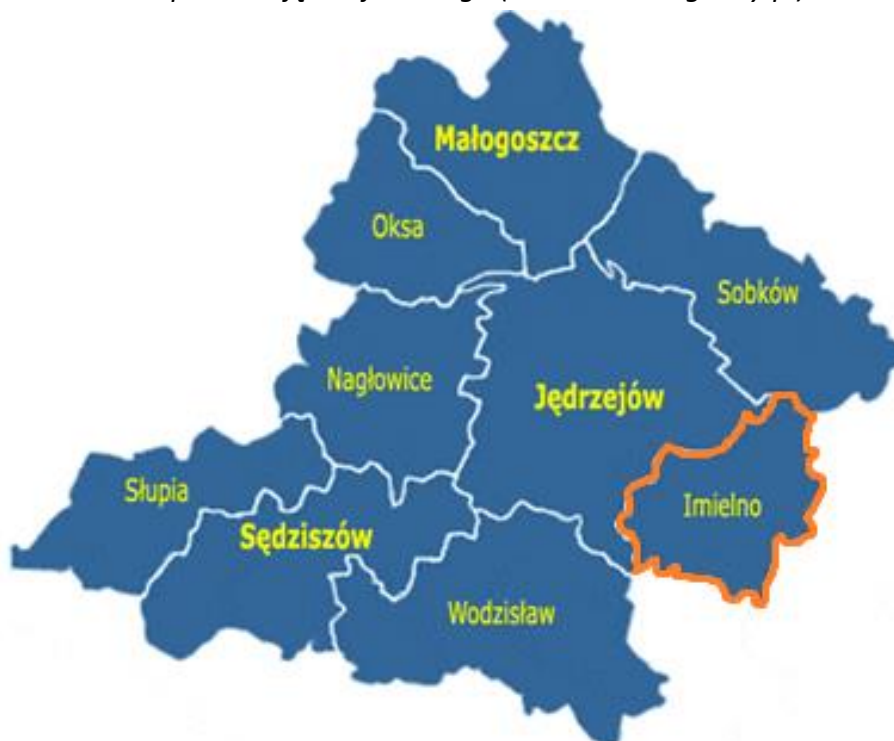 Małogoszcz
Oksa
Sobków
Nagłowice
Jędrzejów
Słupia
Imielno
Sędziszów
Wodzisław